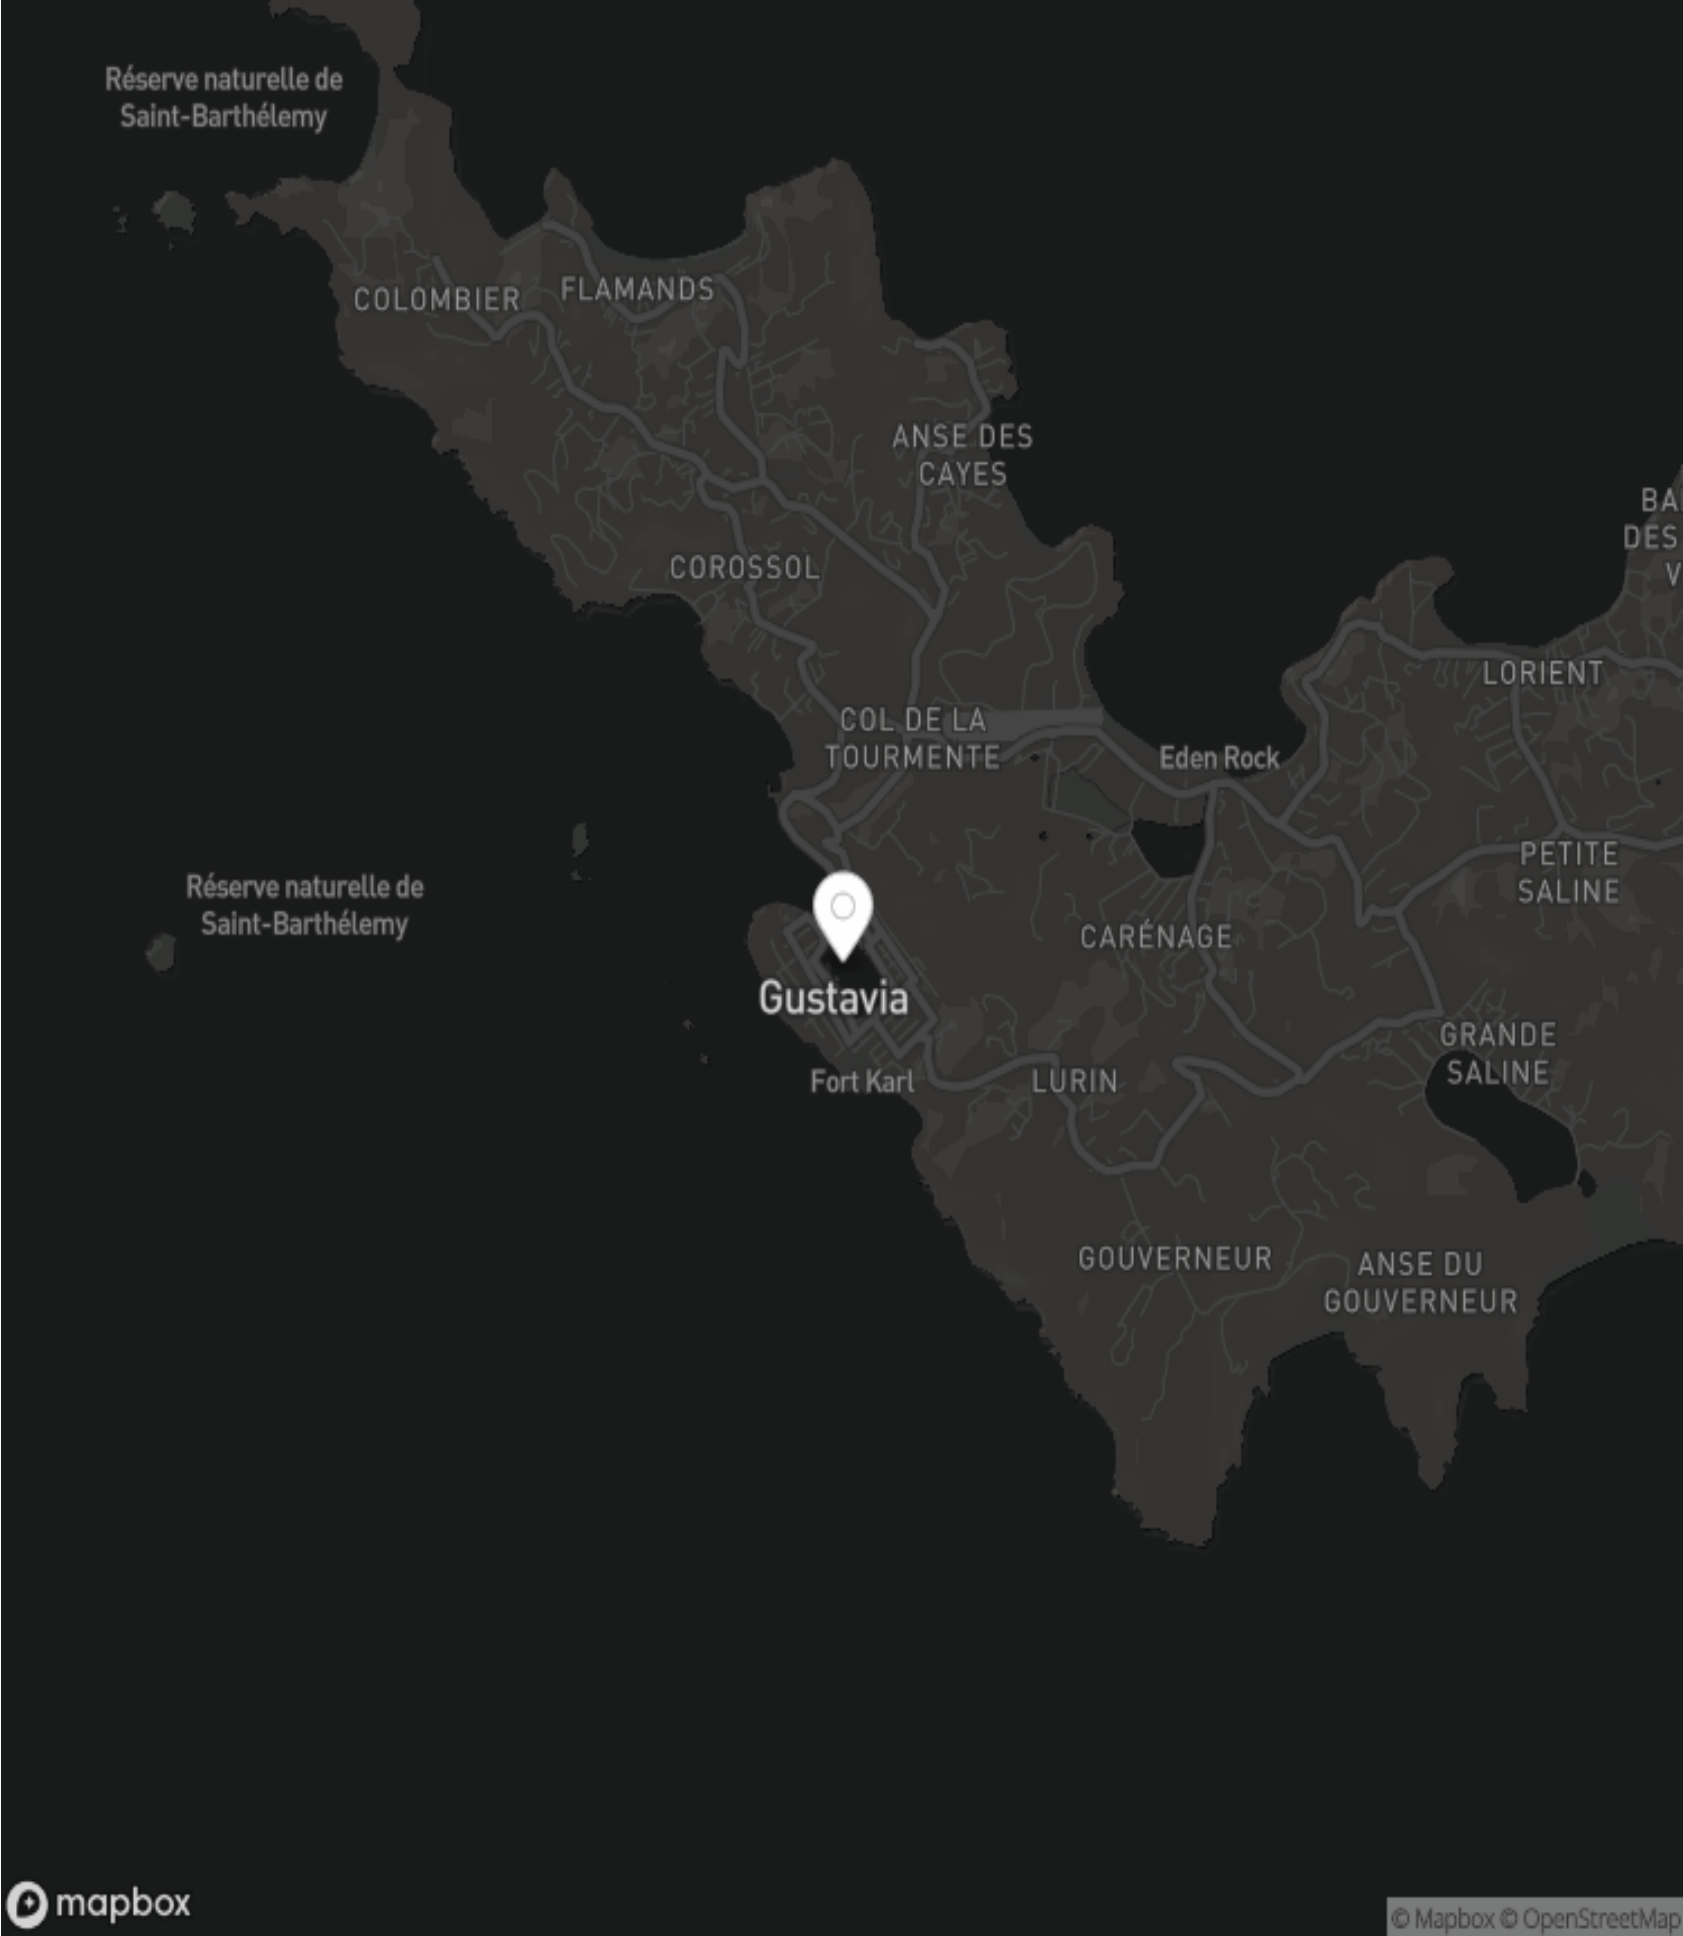 Réserve naturelle de
Saint-Barthélemy
COLOMBIER
FLAMANDS
ANSE DES
CAYES
BA
DES
V
COROSSOL
LORIENT
COL DE LA
TOURMENTE
Eden Rock
PETITE
SALINE
Réserve naturelle de
Saint-Barthélemy
CARÉNAGE
Gustavia
GRANDE
SALINE
Fort Karl
LURIN
GOUVERNEUR
ANSE DU
GOUVERNEUR
mapbox
© Mapbox © OpenStreetMap